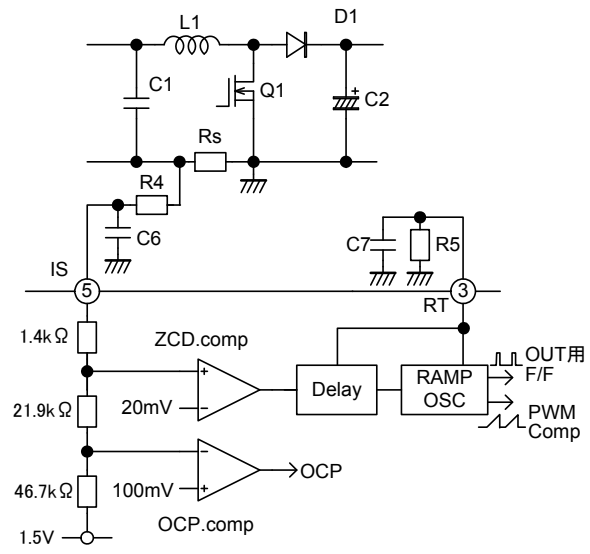 L1
D1
C1
Q1
C2
Rs
R4
C6
C7
R5
IS
5
3
RT
1.4kΩ
ZCD.comp
20mV
Delay
RAMP
OSC
OUT用
F/F
PWM
Comp
21.9kΩ
100mV
OCP
OCP.comp
46.7kΩ
1.5V